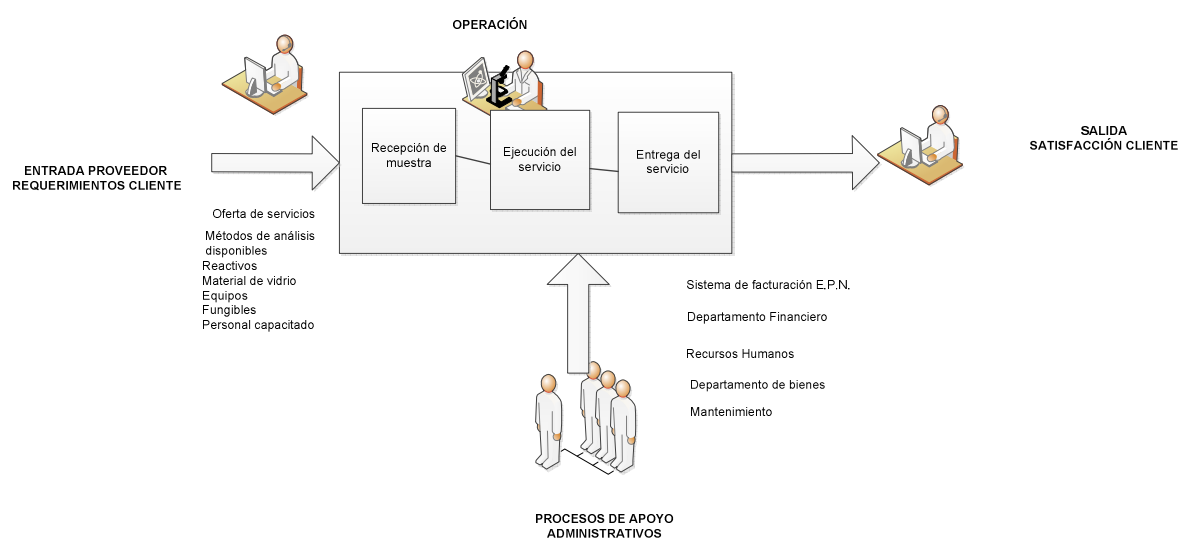 OPERACIÓN
ENTRADA PROVEEDOR
REQUERIMIENTOS CLIENTE
Oferta de servicios
Métodos de análisis
disponibles
Reactivos
Material de vidrio
Equipos
Fungibles
Personal capacitado
Recepción de
muestra
Ejecución del
servicio
Entrega del
servicio
SALIDA
SATISFACCIÓN CLIENTE
Sistema de facturación E.P.N.
Departamento Financiero
Recursos Humanos
Departamento de bienes
Mantenimiento
PROCESOS DE APOYO
ADMINISTRATIVOS